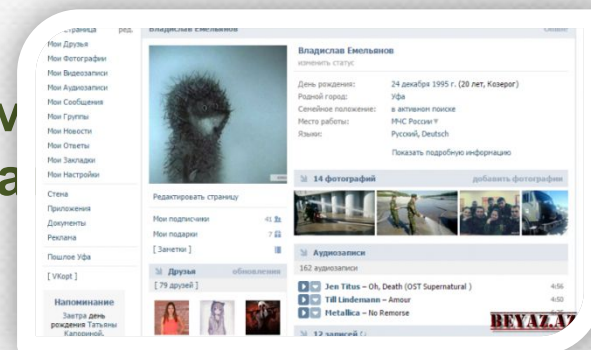 Страница
ред.
Мои Друзья
Мои Фотографии
Мои Видеозаписи
Мои Аудиозаписи
Мои Сообщения
Мои Группы
Мои Новости
Мои Ответы
Мои Закладки
Мои Настройки
Стена
Приложения
Документы
Реклама
Пошлое Уфа
[ VKopt ]
Напоминание
Завтра день
рождения Татьяны
Владислав Емельянов
Online
Редактировать страницу
Мои подписчики
Мои подарки 7
[ Заметки ]
Друзья обновления
[ 79 друзей ]
Владислав Емельянов
изменить статус
День рождения: 24 декабря 1995 г. (20 лет, Козерог)
Родной город: Уфа
Семейное положение: в активном поиске
Место работы: МЧС России
Языки: Русский, Deutsch
Показать подробную информацию
14 фотографий добавить фотографии
Аудиозаписи
162 аудиозаписи
Jen Titus – Oh, Death (OST Supernatural ) 4:56
Till Lindemann – Amour 4:50
Metallica – No Remorse
12 записей
BEYAZ.AZ